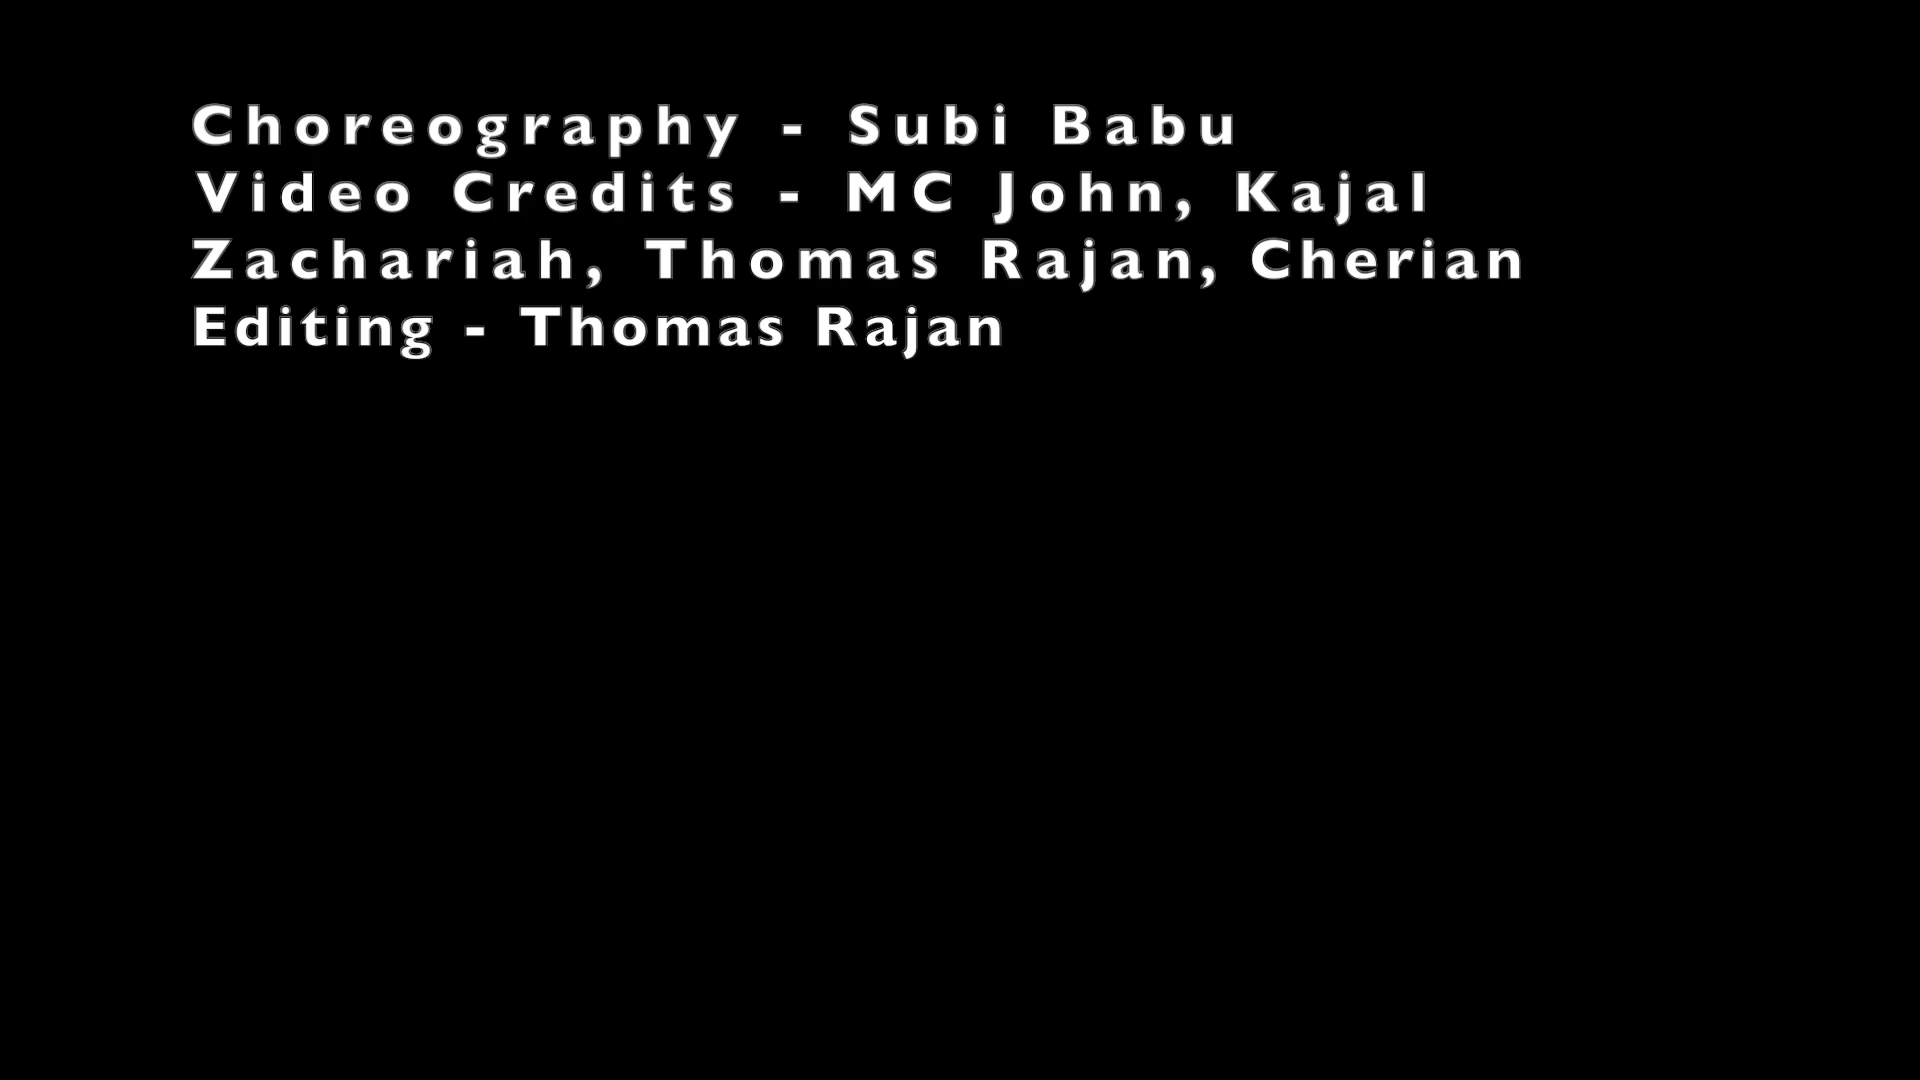 Choreography - Subi Babu
Video Credits - MC John, Kajal
Zachariah, Thomas Rajan, Cherian
Editing - Thomas Rajan